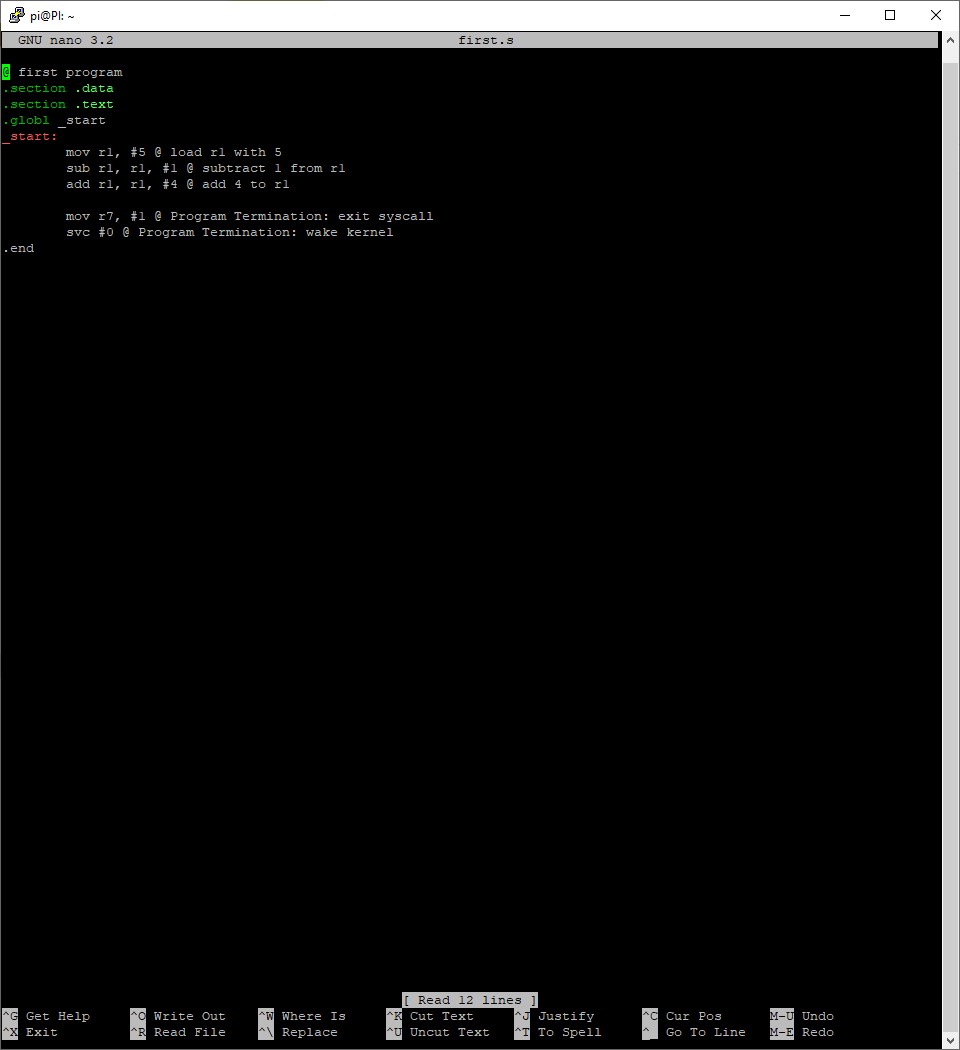 pi@PI: ~
GNU nano 3.2 first.s
@ first program
.section .data
.section .text
.globl _start
_start:
mov r1, #5 @ load r1 with 5
sub r1, r1, #1 @ subtract 1 from r1
add r1, r1, #4 @ add 4 to r1
mov r7, #1 @ Program Termination: exit syscall
svc #0 @ Program Termination: wake kernel
.end
[ Read 12 lines ]
^G Get Help ^O Write Out ^W Where Is ^K Cut Text ^J Justify ^C Cur Pos M-U Undo
^X Exit ^R Read File ^\ Replace ^U Uncut Text ^T To Spell ^_ Go To Line M-E Redo